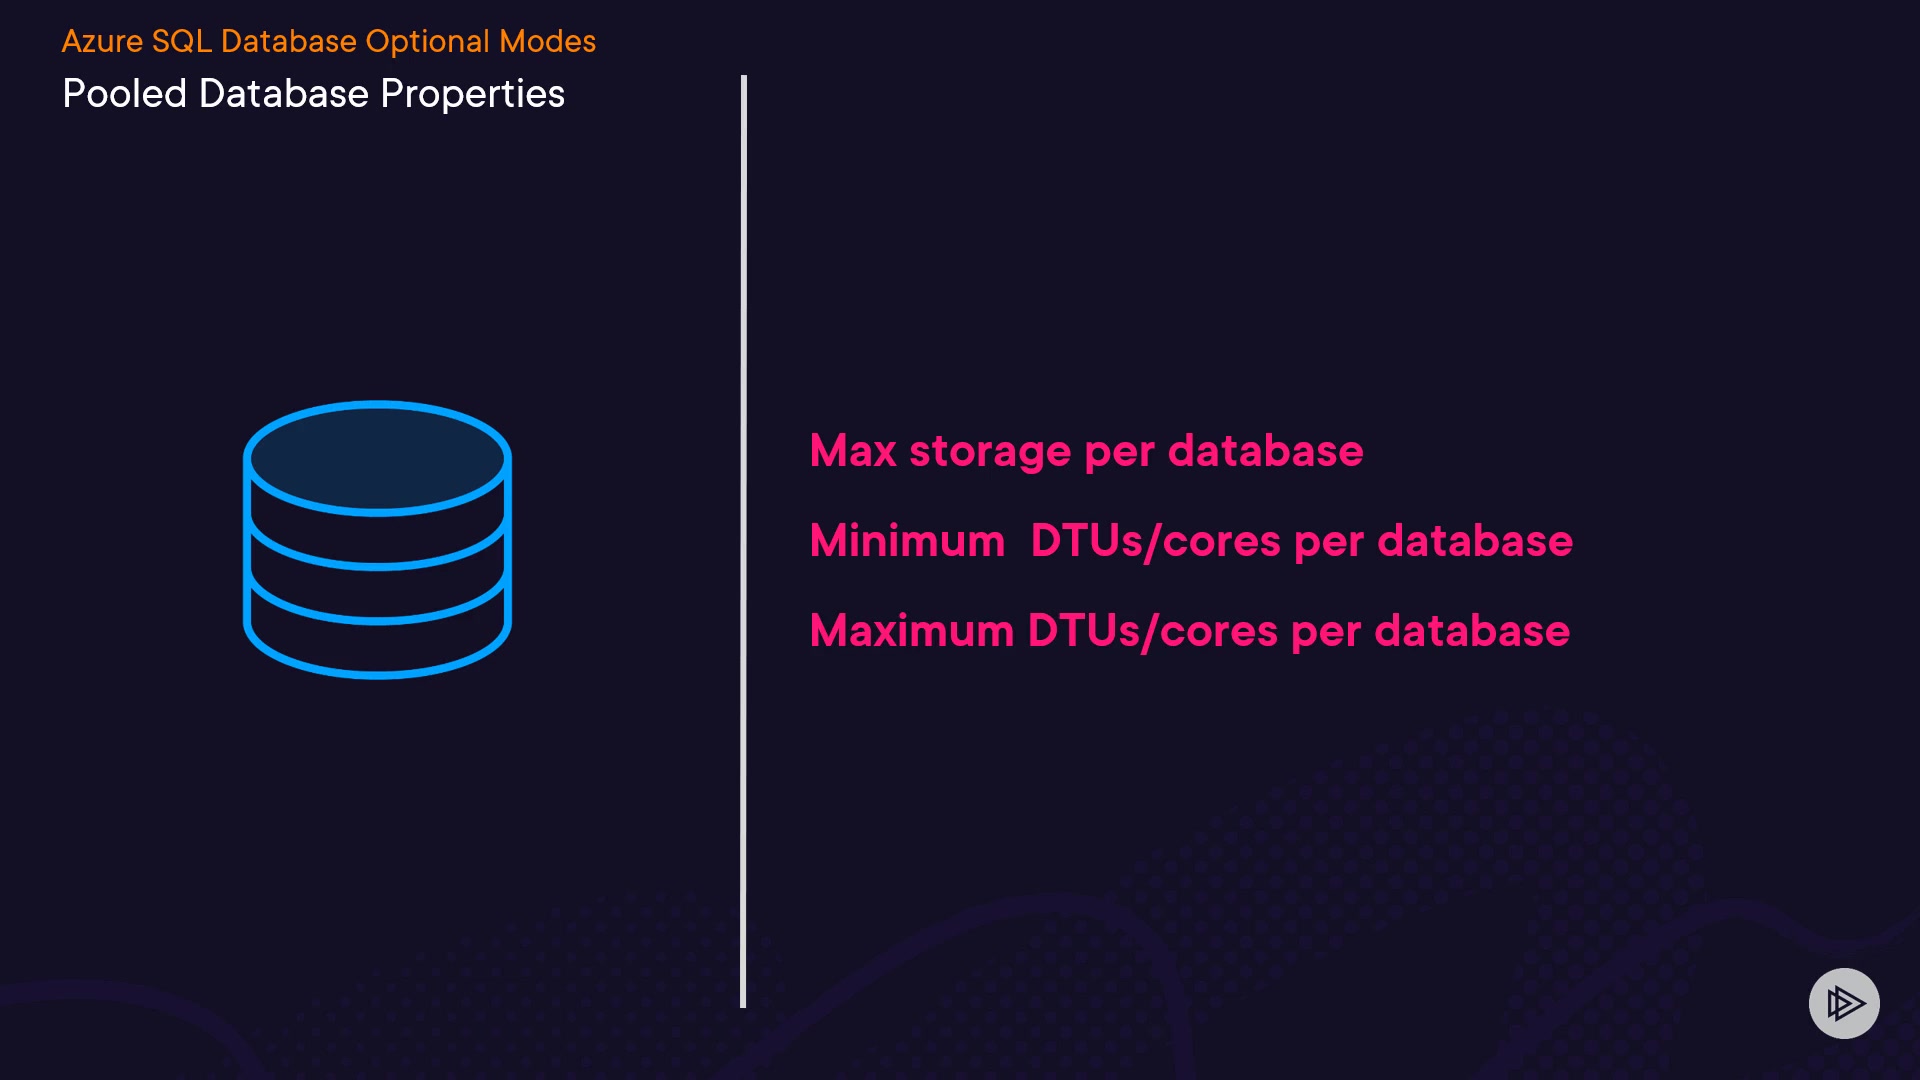 Azure SQL Database Optional Modes
Pooled Database Properties
Max storage per database
Minimum  DTUs/cores per database
Maximum DTUs/cores per database